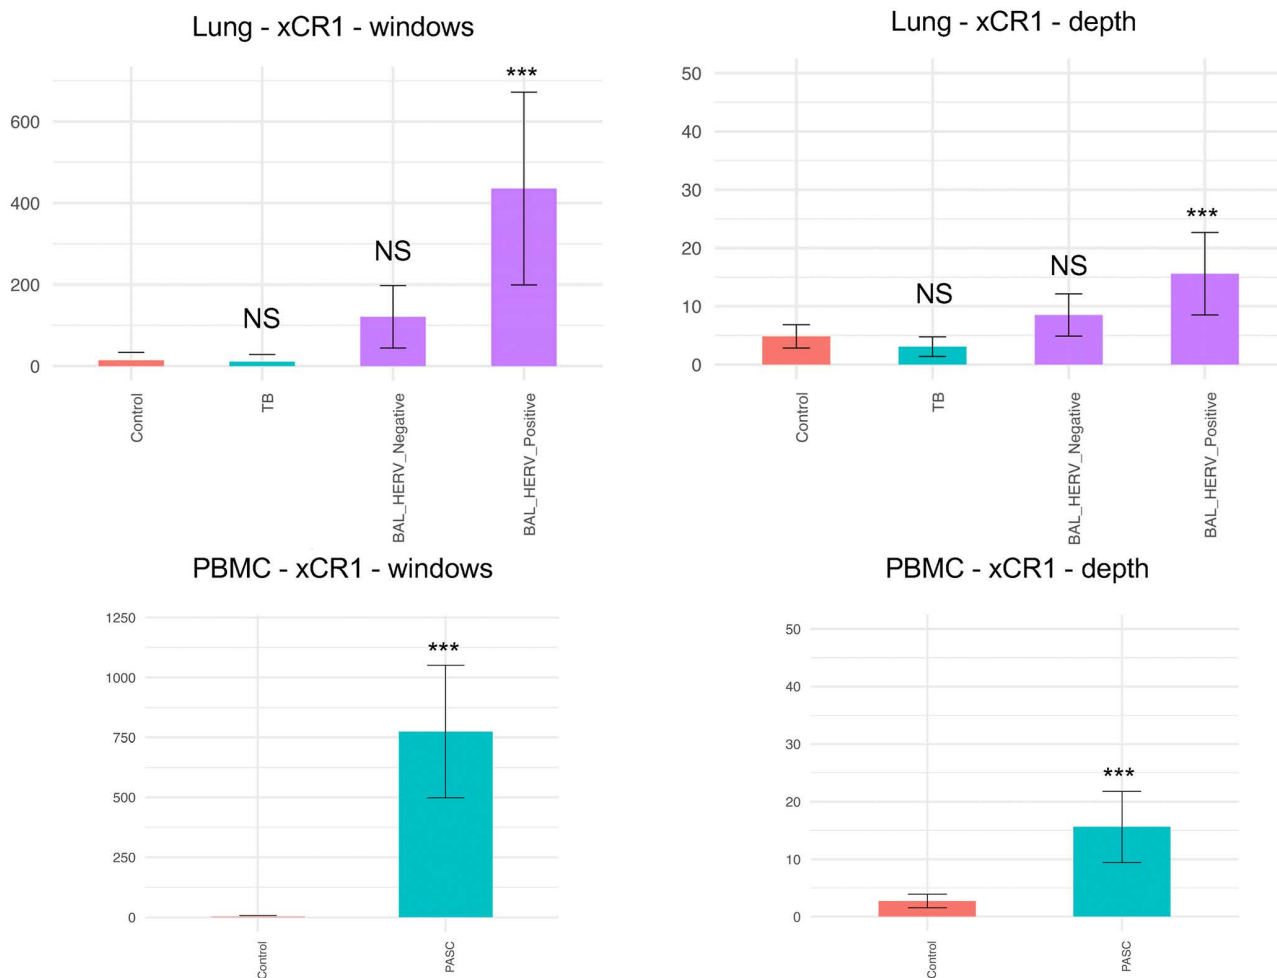 Lung - xCR1 - windows
***
600
400
NS
200
NS
0
Control
TB
BAL_HERV_Negative
BAL_HERV_Positive
Lung - xCR1 - depth
50
40
30
***
20
NS
NS
10
0
Control
TB
BAL_HERV_Negative
BAL_HERV_Positive
PBMC - xCR1 - windows
1250
***
1000
750
500
250
0
Control
PASC
PBMC - xCR1 - depth
50
40
30
***
20
10
0
Control
PASC